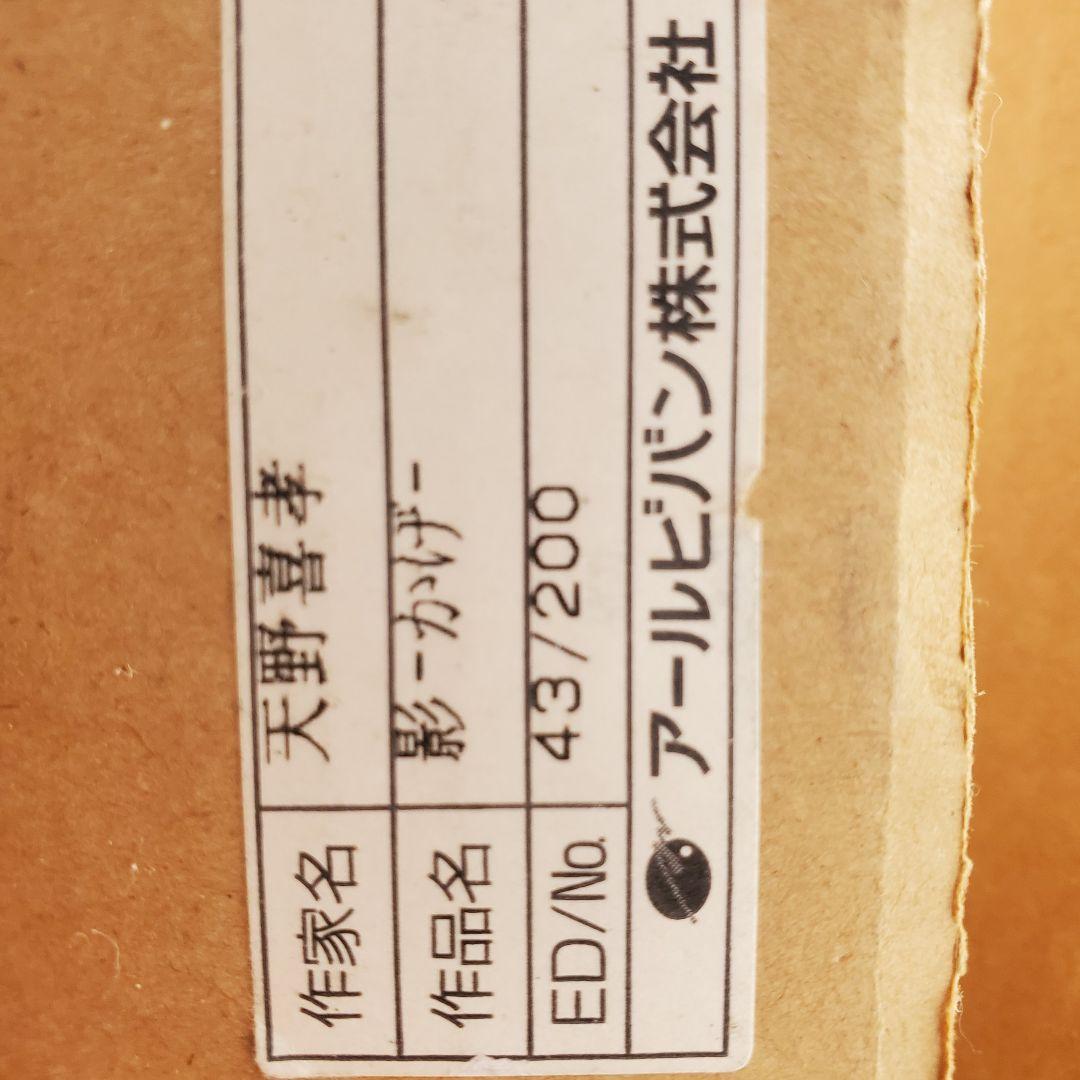 作家名 天野喜孝
作品名 影-かげ-
ED/No. 43/200
アールビバン株式会社